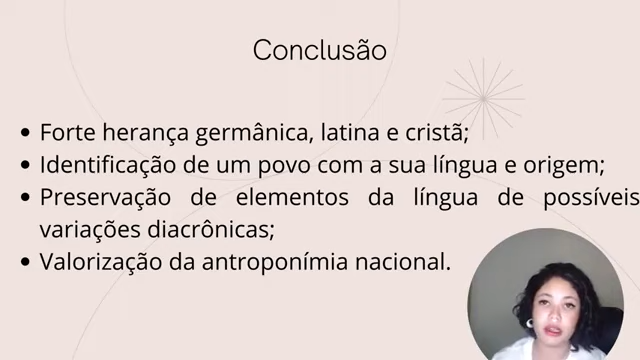 Conclusão
• Forte herança germânica, latina e cristã;
• Identificação de um povo com a sua língua e origem;
• Preservação de elementos da língua de possíveis
variações diacrônicas;
• Valorização da antroponímia nacional.